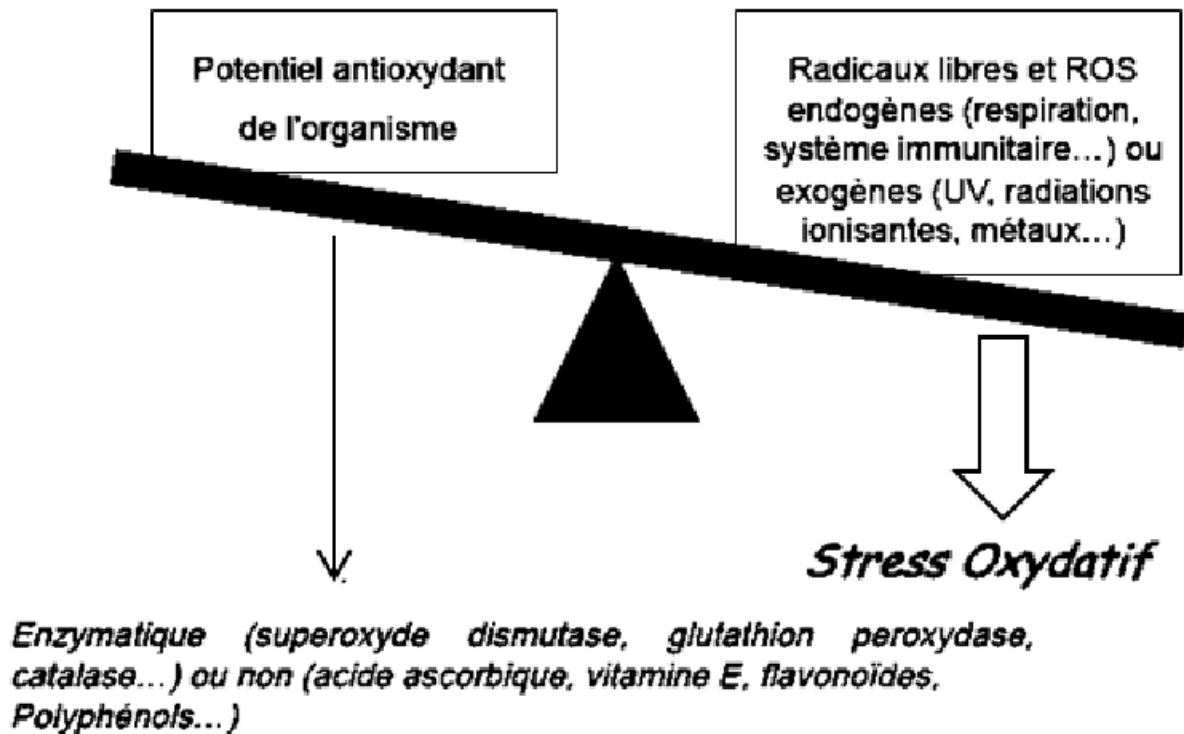 Potentiel antioxydant
de l'organisme
Radicaux libres et ROS
endogènes (respiration,
système immunitaire...) ou
exogènes (UV, radiations
ionisantes, métaux...)
Stress Oxydatif
Enzymatique (superoxyde dismutase, glutathion peroxydase,
catalase...) ou non (acide ascorbique, vitamine E, flavonoïdes,
Polyphénols...)